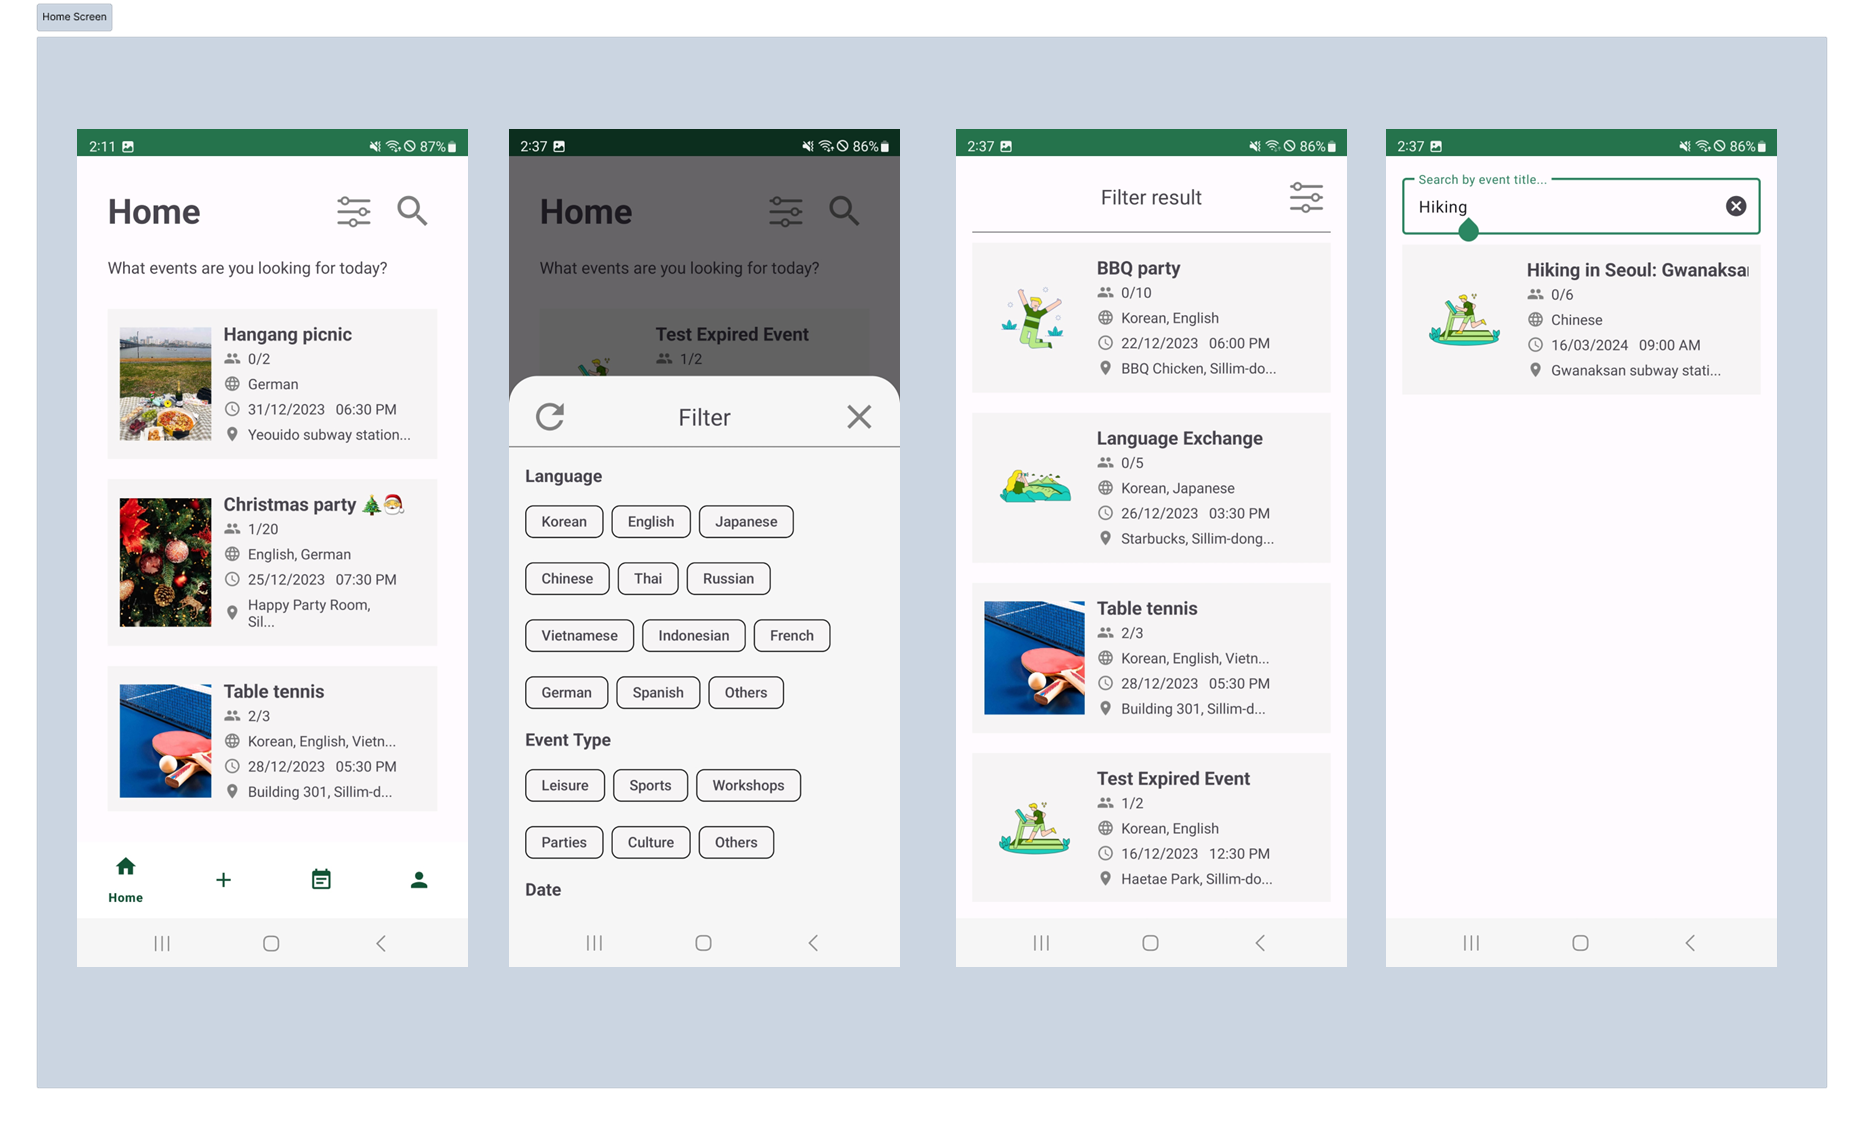 Home Screen
2:11
87%
Home
What events are you looking for today?
Hangang picnic
0/2
German
31/12/2023 06:30 PM
Yeouido subway station...
Christmas party 🎄🎅
1/20
English, German
25/12/2023 07:30 PM
Happy Party Room,
Sil...
Table tennis
2/3
Korean, English, Vietn...
28/12/2023 05:30 PM
Building 301, Sillim-d...
Home
2:37
86%
Home
What events are you looking for today?
Test Expired Event
1/2
Filter
Language
Korean English Japanese
Chinese Thai Russian
Vietnamese Indonesian French
German Spanish Others
Event Type
Leisure Sports Workshops
Parties Culture Others
Date
2:37
86%
Filter result
BBQ party
0/10
Korean, English
22/12/2023 06:00 PM
BBQ Chicken, Sillim-do...
Language Exchange
0/5
Korean, Japanese
26/12/2023 03:30 PM
Starbucks, Sillim-dong...
Table tennis
2/3
Korean, English, Vietn...
28/12/2023 05:30 PM
Building 301, Sillim-d...
Test Expired Event
1/2
Korean, English
16/12/2023 12:30 PM
Haetae Park, Sillim-do...
2:37
86%
Search by event title...
Hiking
Hiking in Seoul: Gwanaksa
0/6
Chinese
16/03/2024 09:00 AM
Gwanaksan subway stati...